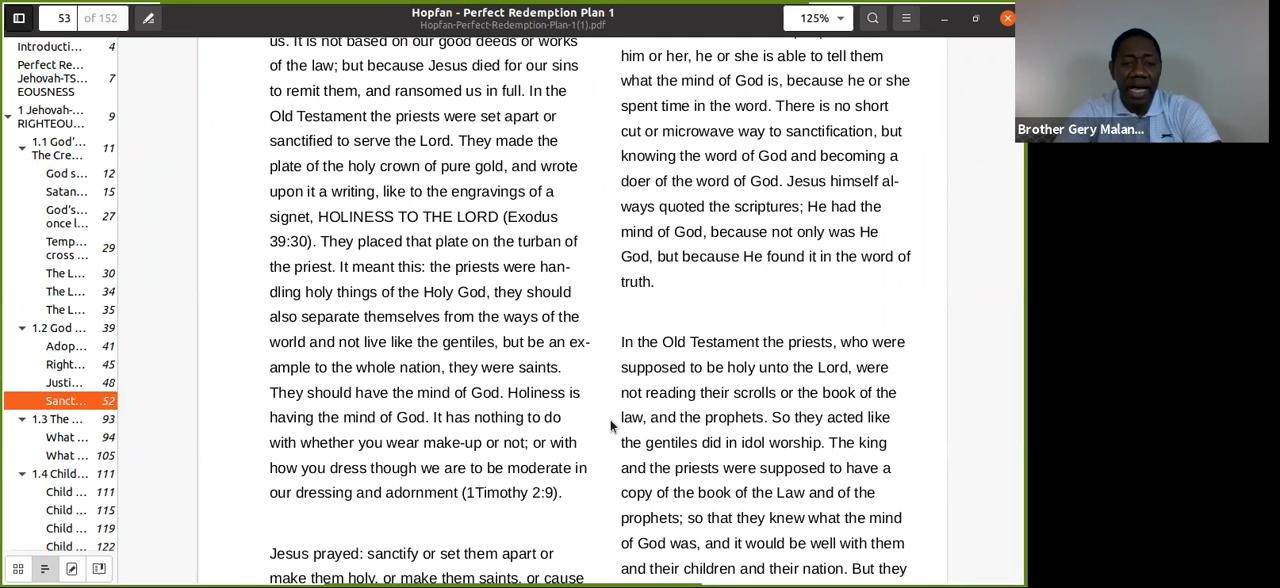 53 of 152
Hopfan - Perfect Redemption Plan 1
Hopfan-Perfect-Redemption-Plan-1(1).pdf
125%
Introducti... 4
Perfect Re...
Jehovah-TS... 7
EOUSNESS
1 Jehovah-... 9
RIGHTEOU...
1.1 God'... 11
The Cre...
God s... 12
Satan... 15
God's... 27
once l...
Temp... 29
cross ...
The L... 30
The L... 34
The L... 35
1.2 God ... 39
Adop... 41
Right... 45
Justi... 48
Sanct... 52
1.3 The ... 93
What ... 94
What ... 105
1.4 Child... 111
Child ... 111
Child ... 115
Child ... 119
Child ... 122
us. It is not based on our good deeds or works
of the law; but because Jesus died for our sins
to remit them, and ransomed us in full. In the
Old Testament the priests were set apart or
sanctified to serve the Lord. They made the
plate of the holy crown of pure gold, and wrote
upon it a writing, like to the engravings of a
signet, HOLINESS TO THE LORD (Exodus
39:30). They placed that plate on the turban of
the priest. It meant this: the priests were han-
dling holy things of the Holy God, they should
also separate themselves from the ways of the
world and not live like the gentiles, but be an ex-
ample to the whole nation, they were saints.
They should have the mind of God. Holiness is
having the mind of God. It has nothing to do
with whether you wear make-up or not; or with
how you dress though we are to be moderate in
our dressing and adornment (1Timothy 2:9).
Jesus prayed: sanctify or set them apart or
make them holy, or make them saints, or cause
him or her, he or she is able to tell them
what the mind of God is, because he or she
spent time in the word. There is no short
cut or microwave way to sanctification, but
knowing the word of God and becoming a
doer of the word of God. Jesus himself al-
ways quoted the scriptures; He had the
mind of God, because not only was He
God, but because He found it in the word of
truth.
In the Old Testament the priests, who were
supposed to be holy unto the Lord, were
not reading their scrolls or the book of the
law, and the prophets. So they acted like
the gentiles did in idol worship. The king
and the priests were supposed to have a
copy of the book of the Law and of the
prophets; so that they knew what the mind
of God was, and it would be well with them
and their children and their nation. But they
Brother Gery Malan...